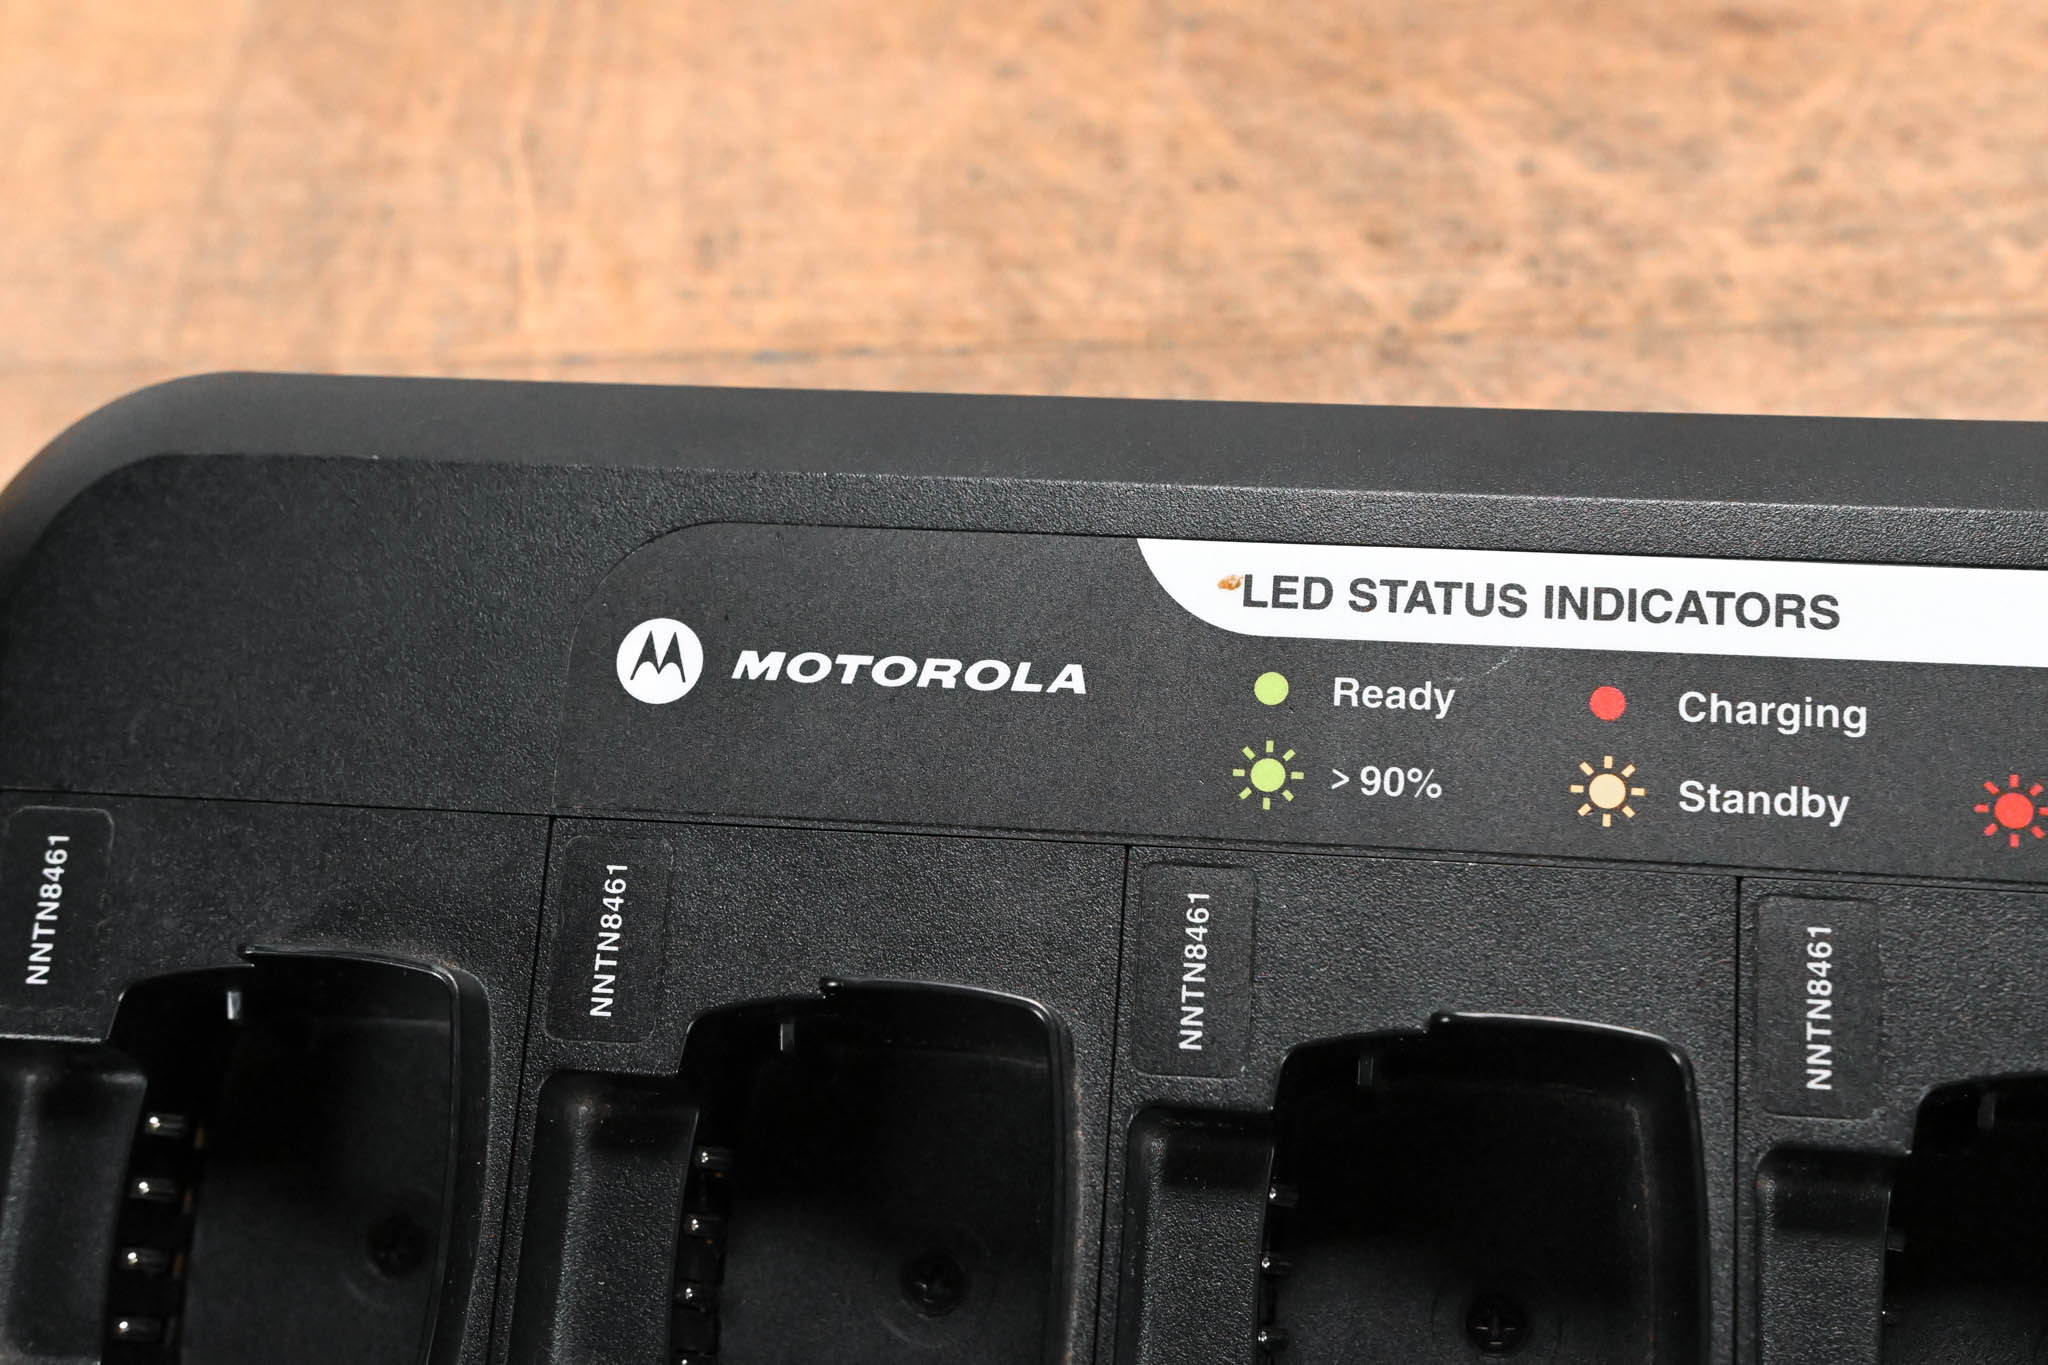 MOTOROLA
LED STATUS INDICATORS
Ready
Charging
> 90%
Standby
NNTN8461
NNTN8461
NNTN8461
NNTN8461